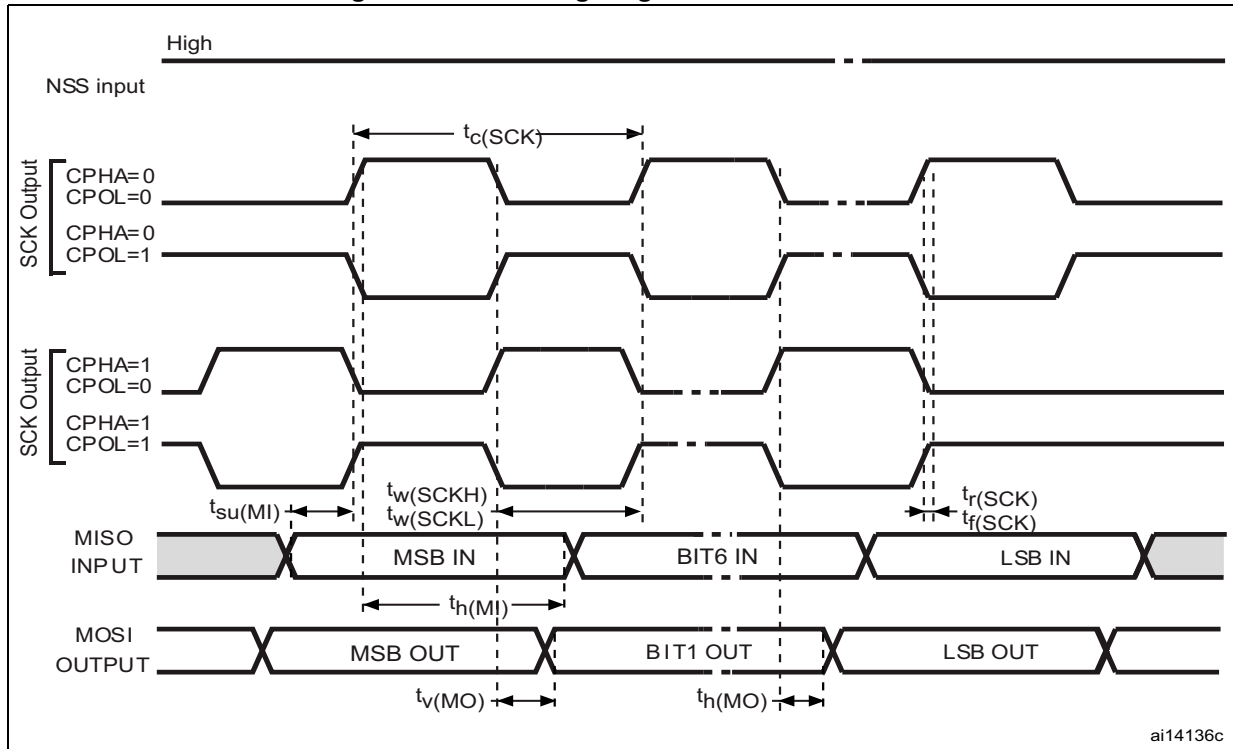 High
NSS input
tc(SCK)
SCK Output
CPHA=0
CPOL=0
CPHA=0
CPOL=1
SCK Output
CPHA=1
CPOL=0
CPHA=1
CPOL=1
tsu(MI)
tw(SCKH)
tw(SCKL)
tr(SCK)
tf(SCK)
MISO
INPUT
MSB IN
BIT6 IN
LSB IN
th(MI)
MOSI
OUTPUT
MSB OUT
BIT1 OUT
LSB OUT
tv(MO)
th(MO)
ai14136c